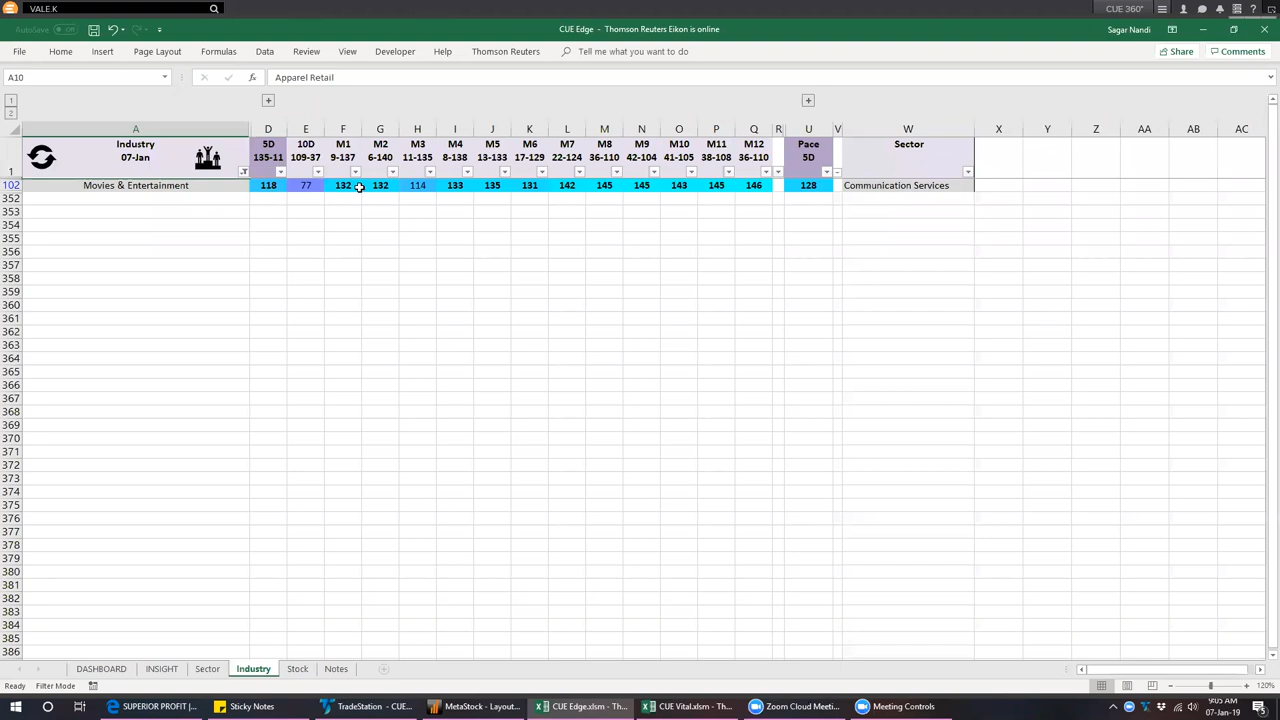 VALE.K
CUE 360°
AutoSave
CUE Edge - Thomson Reuters Eikon is online
Sagar Nandi
File Home Insert Page Layout Formulas Data Review View Developer Help Thomson Reuters Tell me what you want to do Share Comments
A10 fx Apparel Retail
1
2
A D E F G H I J K L M N O P Q R U V W X Y Z AA AB AC
Industry 5D 10D M1 M2 M3 M4 M5 M6 M7 M8 M9 M10 M11 M12 Pace Sector
07-Jan 135-11 109-37 9-137 6-140 11-135 8-138 13-133 17-129 22-124 36-110 42-104 41-105 38-108 36-110 5D
1
102 Movies & Entertainment 118 77 132 132 114 133 135 131 142 145 145 143 145 146 128 Communication Services
352
353
354
355
356
357
358
359
360
361
362
363
364
365
366
367
368
369
370
371
372
373
374
375
376
377
378
379
380
381
382
383
384
385
386
DASHBOARD INSIGHT Sector Industry Stock Notes
Ready Filter Mode 120%
SUPERIOR PROFIT |... Sticky Notes TradeStation - CUE... MetaStock - Layout... CUE Edge.xlsm - Th... CUE Vital.xlsm - Th... Zoom Cloud Meeti... Meeting Controls
9:05 AM
07-Jan-19